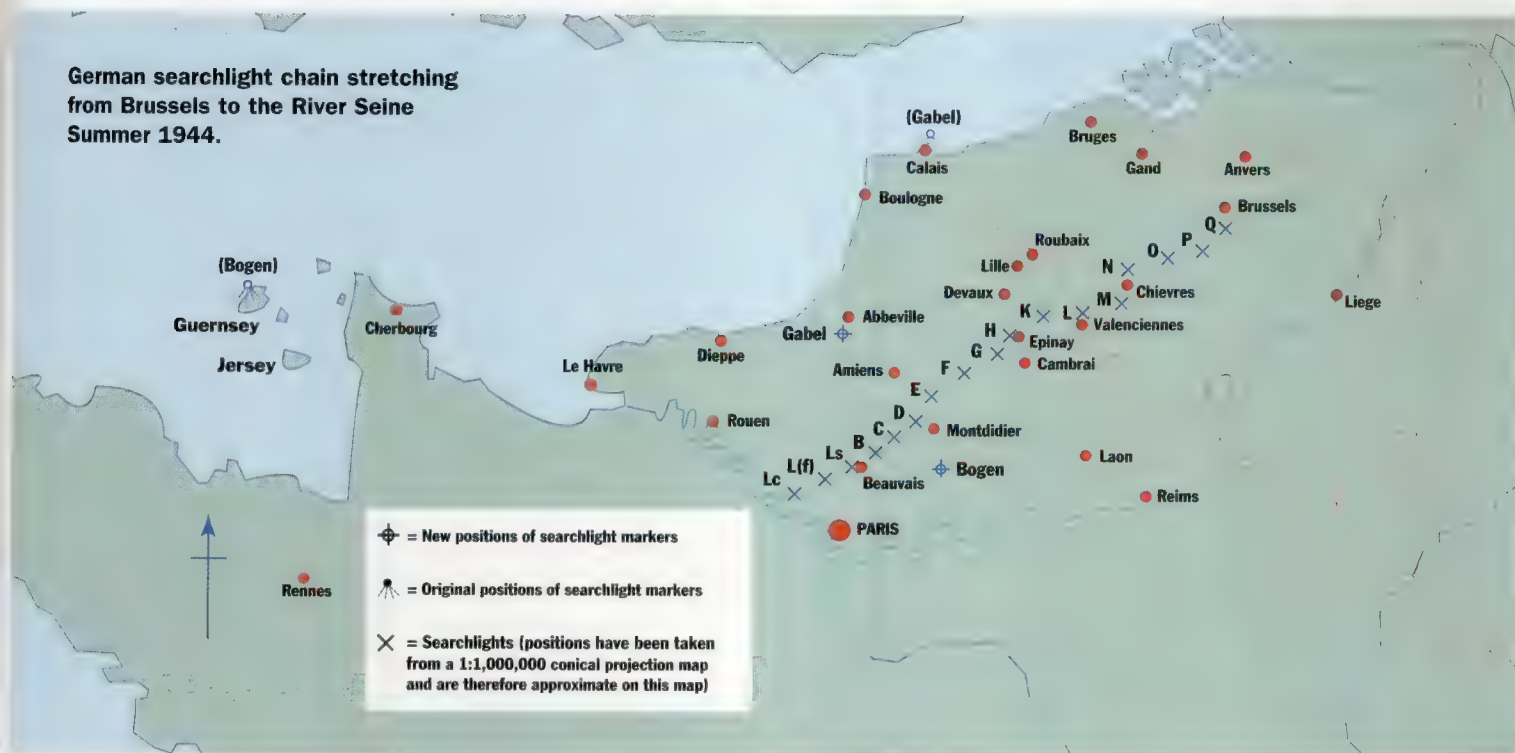 German searchlight chain stretching
from Brussels to the River Seine
Summer 1944.
(Gabel)
Calais
Bruges
Gand
Anvers
Boulogne
Brussels
Q
P
O
N
Roubaix
Lille
(Bogen)
Guernsey
Jersey
Cherbourg
Devaux
Chievres
M
Liege
K
L
Valenciennes
Abbeville
Gabel
H
Epinay
G
Cambrai
Dieppe
Le Havre
Amiens
F
E
D
Rouen
C
Montdidier
B
Ls
Beauvais
L(f)
Lc
Bogen
Laon
Reims
PARIS
Rennes
= New positions of searchlight markers
= Original positions of searchlight markers
= Searchlights (positions have been taken
from a 1:1,000,000 conical projection map
and are therefore approximate on this map)